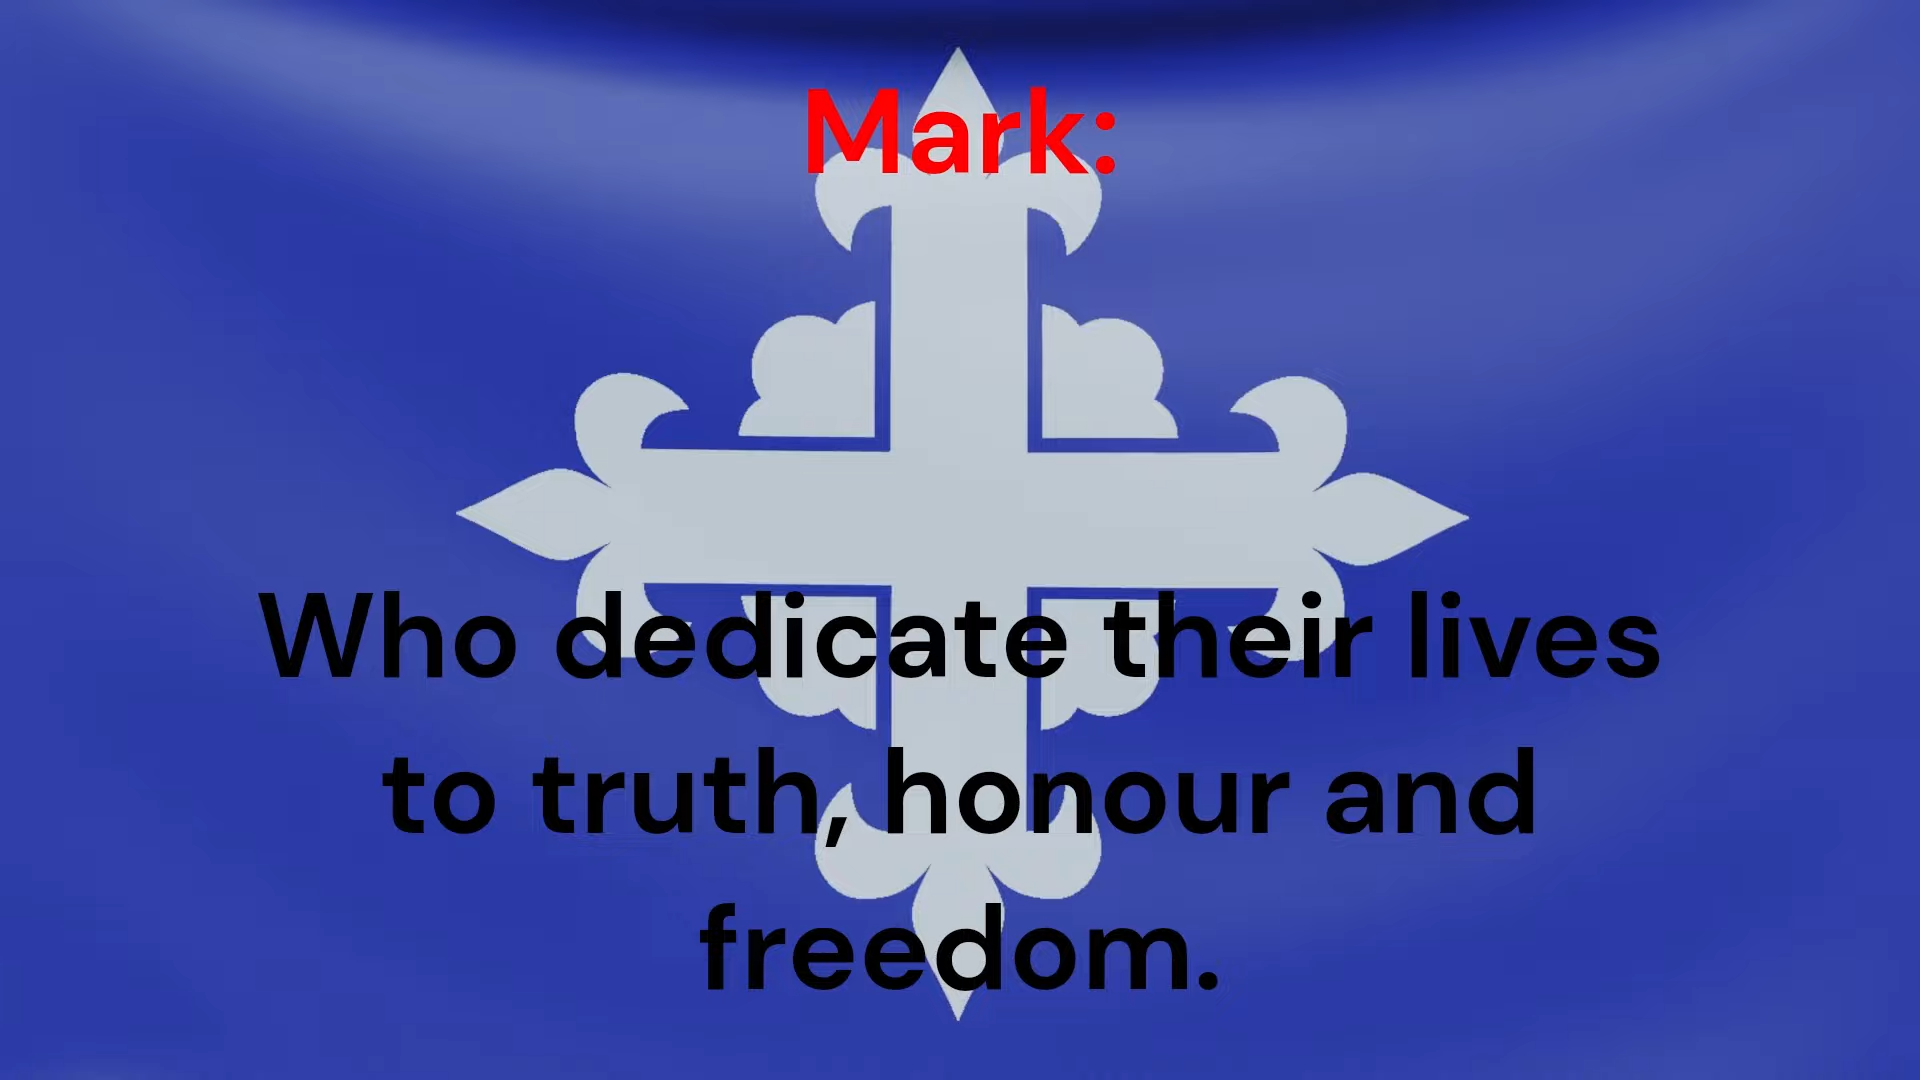 Mark:
Who dedicate their lives
to truth, honour and
freedom.